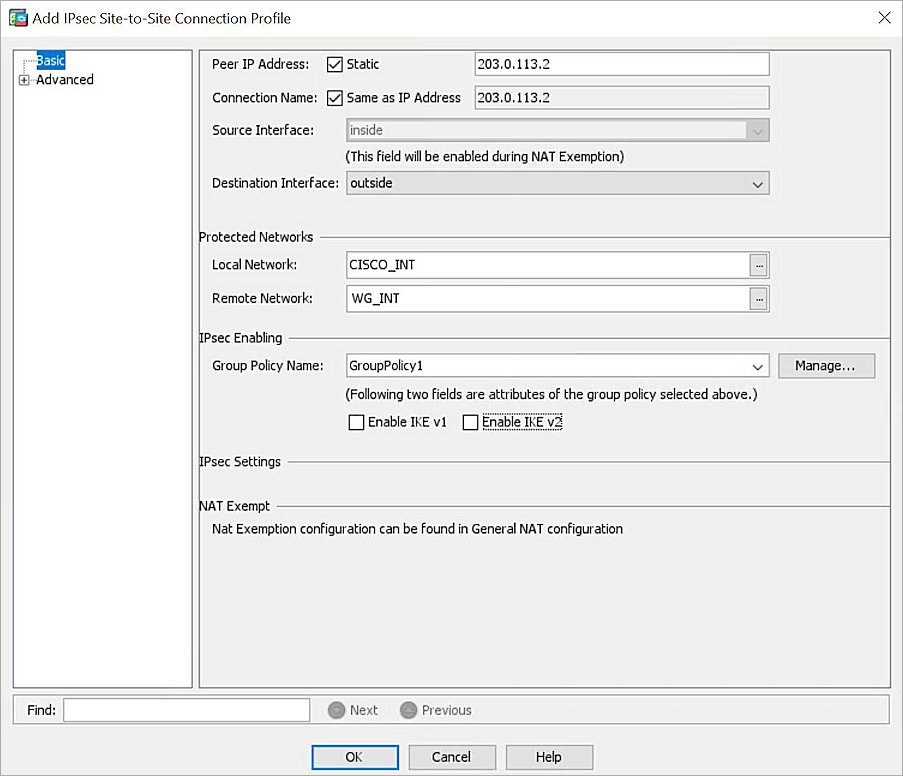 Add IPsec Site-to-Site Connection Profile
Basic
Advanced
Peer IP Address: Static 203.0.113.2
Connection Name: Same as IP Address 203.0.113.2
Source Interface: inside
(This field will be enabled during NAT Exemption)
Destination Interface: outside
Protected Networks
Local Network: CISCO_INT ...
Remote Network: WG_INT ...
IPsec Enabling
Group Policy Name: GroupPolicy1 Manage...
(Following two fields are attributes of the group policy selected above.)
Enable IKE v1 Enable IKE v2
IPsec Settings
NAT Exempt
Nat Exemption configuration can be found in General NAT configuration
Find: Next Previous
OK Cancel Help